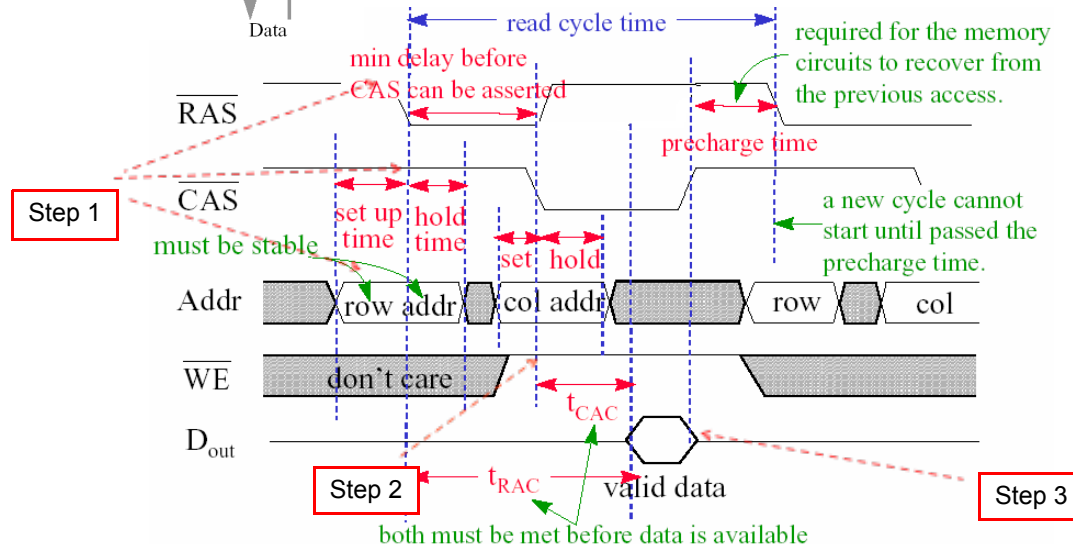 Data
read cycle time
required for the memory
circuits to recover from
the previous access.
min delay before
CAS can be asserted
RAS
precharge time
CAS
Step 1
set up
time
hold
time
a new cycle cannot
start until passed the
precharge time.
must be stable
set
hold
Addr
row addr
col addr
row
col
WE
don't care
tCAC
Dout
Step 2
tRAC
valid data
Step 3
both must be met before data is available